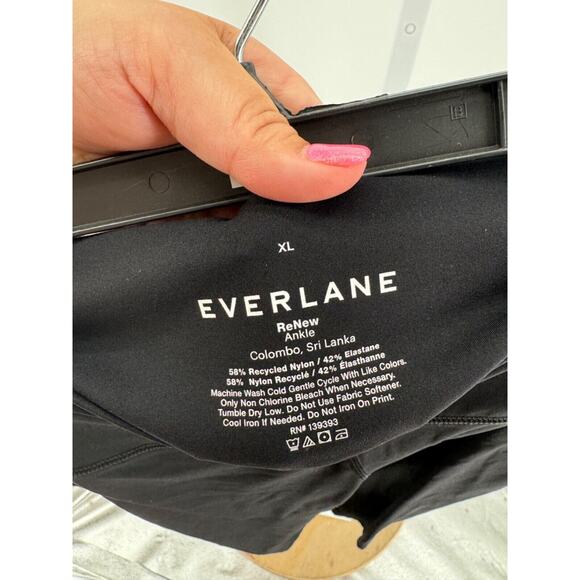 XL
EVERLANE
ReNew
Ankle
Colombo, Sri Lanka
58% Recycled Nylon / 42% Elastane
58% Nylon Recyclé / 42% Élasthanne
Machine Wash Cold Gentle Cycle With Like Colors.
Only Non Chlorine Bleach When Necessary.
Tumble Dry Low. Do Not Use Fabric Softener.
Cool Iron If Needed. Do Not Iron On Print.
RN# 139393